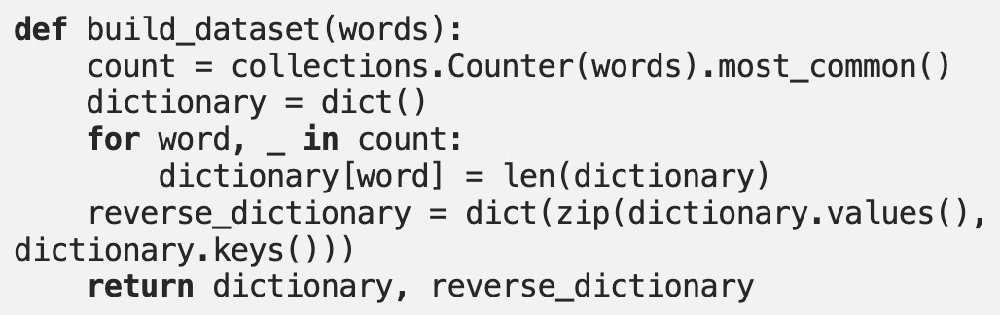 def build_dataset(words):
    count = collections.Counter(words).most_common()
    dictionary = dict()
    for word, _ in count:
        dictionary[word] = len(dictionary)
    reverse_dictionary = dict(zip(dictionary.values(),
dictionary.keys()))
    return dictionary, reverse_dictionary